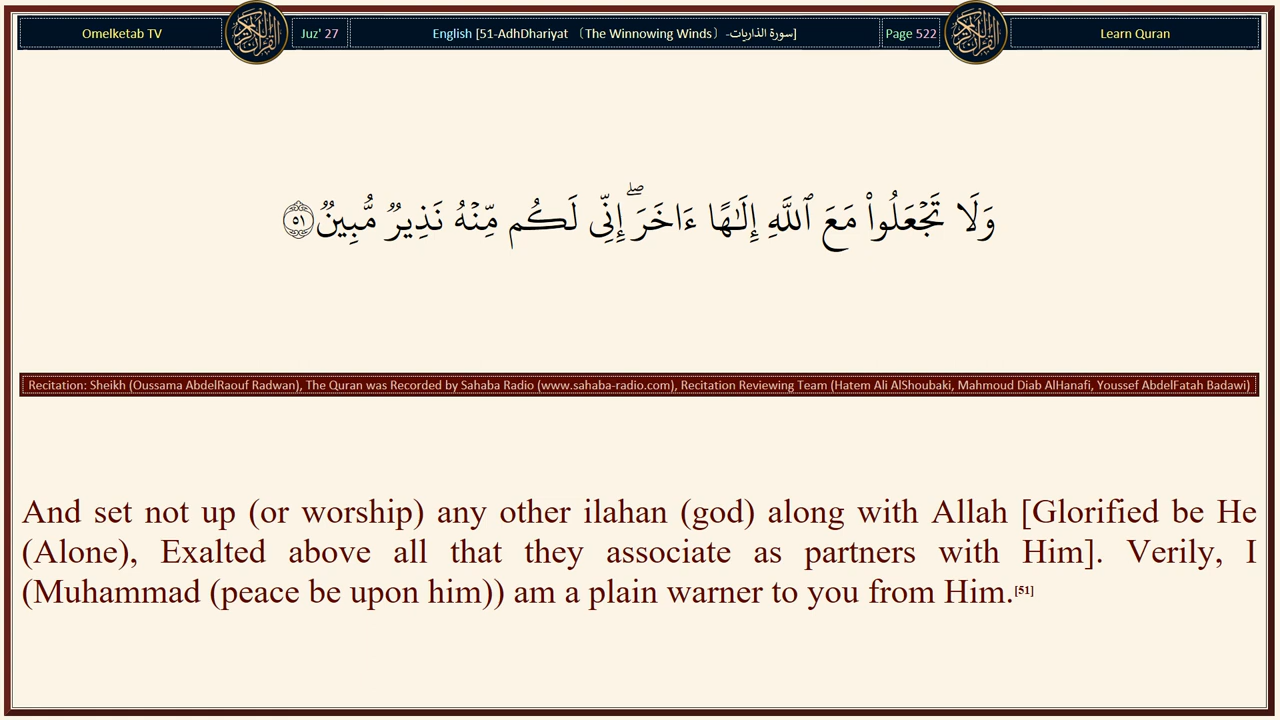 Omelketab TV
Juz' 27
English [51-AdhDhariyat 〔The Winnowing Winds〕 -سورة الذاريات]
Page 522
Learn Quran
وَلَا تَجْعَلُوا۟ مَعَ ٱللَّهِ إِلَـٰهًا ءَاخَرَ ۖ إِنِّى لَكُم مِّنْهُ نَذِيرٌ مُّبِينٌ ٥١
Recitation: Sheikh (Oussama AbdelRaouf Radwan), The Quran was Recorded by Sahaba Radio (www.sahaba-radio.com), Recitation Reviewing Team (Hatem Ali AlShoubaki, Mahmoud Diab AlHanafi, Youssef AbdelFatah Badawi)
And set not up (or worship) any other ilahan (god) along with Allah [Glorified be He
(Alone), Exalted above all that they associate as partners with Him]. Verily, I
(Muhammad (peace be upon him)) am a plain warner to you from Him.[51]